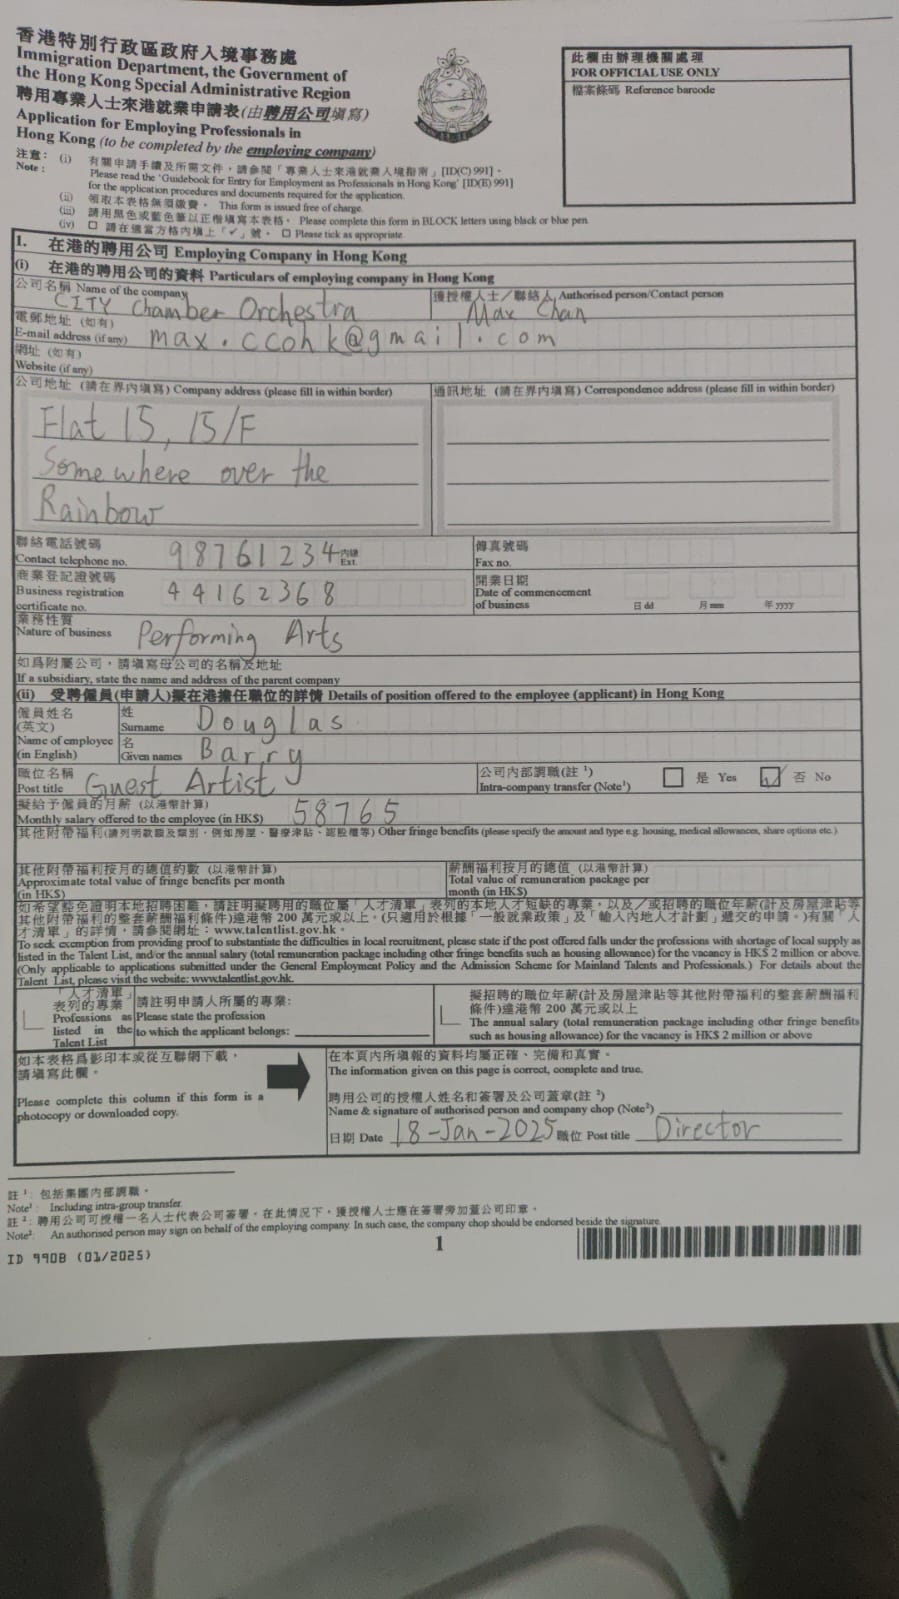 香港特別行政區政府入境事務處
Immigration Department, the Government of
the Hong Kong Special Administrative Region
聘用專業人士來港就業申請表(由聘用公司填寫)
Application for Employing Professionals in
Hong Kong (to be completed by the employing company)
此欄由辦理機關處理
FOR OFFICIAL USE ONLY
檔案條碼 Reference barcode
注意: (i) 有關申請手續及所需文件，請參閱「專業人士來港就業入境指南」[ID(C) 991]。
Note : Please read the 'Guidebook for Entry for Employment as Professionals in Hong Kong' [ID(E) 991]
for the application procedures and documents required for the application.
(ii) 領取本表格無須繳費。 This form is issued free of charge.
(iii) 請用黑色或藍色筆以正楷填寫本表格。 Please complete this form in BLOCK letters using black or blue pen.
(iv) □ 請在適當方格內填上「✓」號。 □ Please tick as appropriate.
1. 在港的聘用公司 Employing Company in Hong Kong
(i) 在港的聘用公司的資料 Particulars of employing company in Hong Kong
公司名稱 Name of the company
CITY Chamber Orchestra
獲授權人士／聯絡人 Authorised person/Contact person
Max Chan
電郵地址 (如有)
E-mail address (if any) max.ccohk@gmail.com
網址 (如有)
Website (if any)
公司地址 (請在界內填寫) Company address (please fill in within border)
Flat 15, 15/F
Somewhere over the
Rainbow
通訊地址 (請在界內填寫) Correspondence address (please fill in within border)
聯絡電話號碼
Contact telephone no. 98761234 內線 Ext.
傳真號碼
Fax no.
商業登記證號碼
Business registration
certificate no. 44162368
開業日期
Date of commencement
of business 日 dd 月 mm 年 yyyy
業務性質
Nature of business Performing Arts
如爲附屬公司，請填寫母公司的名稱及地址
If a subsidiary, state the name and address of the parent company
(ii) 受聘僱員(申請人)擬在港擔任職位的詳情 Details of position offered to the employee (applicant) in Hong Kong
僱員姓名
(英文)
Name of employee
(in English)
姓
Surname Douglas
名
Given names Barry
職位名稱
Post title Guest Artist
公司內部調職(註 ¹)
Intra-company transfer (Note¹) 是 Yes ✓ 否 No
擬給予僱員的月薪 (以港幣計算)
Monthly salary offered to the employee (in HK$) 58765
其他附帶福利(請列明款額及類別，例如房屋、醫療津貼、認股權等) Other fringe benefits (please specify the amount and type e.g. housing, medical allowances, share options etc.)
其他附帶福利按月的總值約數 (以港幣計算)
Approximate total value of fringe benefits per month
(in HK$)
薪酬福利按月的總值 (以港幣計算)
Total value of remuneration package per
month (in HK$)
如希望豁免證明本地招聘困難，請註明擬聘用的職位屬「人才清單」表列的本地人才短缺的專業，以及／或招聘的職位年薪(計及房屋津貼等
其他附帶福利的整套薪酬福利條件)達港幣 200 萬元或以上。(只適用於根據「一般就業政策」及「輸入內地人才計劃」遞交的申請。)有關「人
才清單」的詳情，請參閱網址：www.talentlist.gov.hk。
To seek exemption from providing proof to substantiate the difficulties in local recruitment, please state if the post offered falls under the professions with shortage of local supply as
listed in the Talent List, and/or the annual salary (total remuneration package including other fringe benefits such as housing allowance) for the vacancy is HK$ 2 million or above.
(Only applicable to applications submitted under the General Employment Policy and the Admission Scheme for Mainland Talents and Professionals.) For details about the
Talent List, please visit the website: www.talentlist.gov.hk.
「人才清單」
表列的專業
Professions as
listed in the
Talent List
請註明申請人所屬的專業:
Please state the profession
to which the applicant belongs:
擬招聘的職位年薪(計及房屋津貼等其他附帶福利的整套薪酬福利
條件)達港幣 200 萬元或以上
The annual salary (total remuneration package including other fringe benefits
such as housing allowance) for the vacancy is HK$ 2 million or above
如本表格爲影印本或從互聯網下載，
請填寫此欄。
Please complete this column if this form is a
photocopy or downloaded copy.
在本頁內所填報的資料均屬正確、完備和真實。
The information given on this page is correct, complete and true.
聘用公司的授權人姓名和簽署及公司蓋章(註 ²)
Name & signature of authorised person and company chop (Note²)
日期 Date 18-Jan-2025 職位 Post title Director
註 ¹: 包括集團內部調職。
Note¹: Including intra-group transfer.
註 ²: 聘用公司可授權一名人士代表公司簽署。在此情況下，獲授權人士應在簽署旁加蓋公司印章。
Note²: An authorised person may sign on behalf of the employing company. In such case, the company chop should be endorsed beside the signature.
ID 990B (01/2025)
1